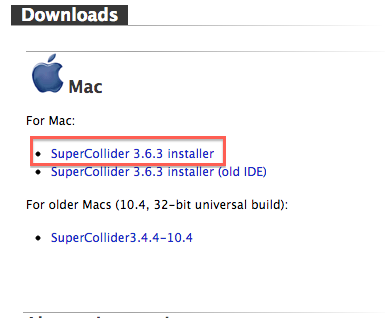 Downloads
Mac
For Mac:
SuperCollider 3.6.3 installer
SuperCollider 3.6.3 installer (old IDE)
For older Macs (10.4, 32-bit universal build):
SuperCollider3.4.4-10.4